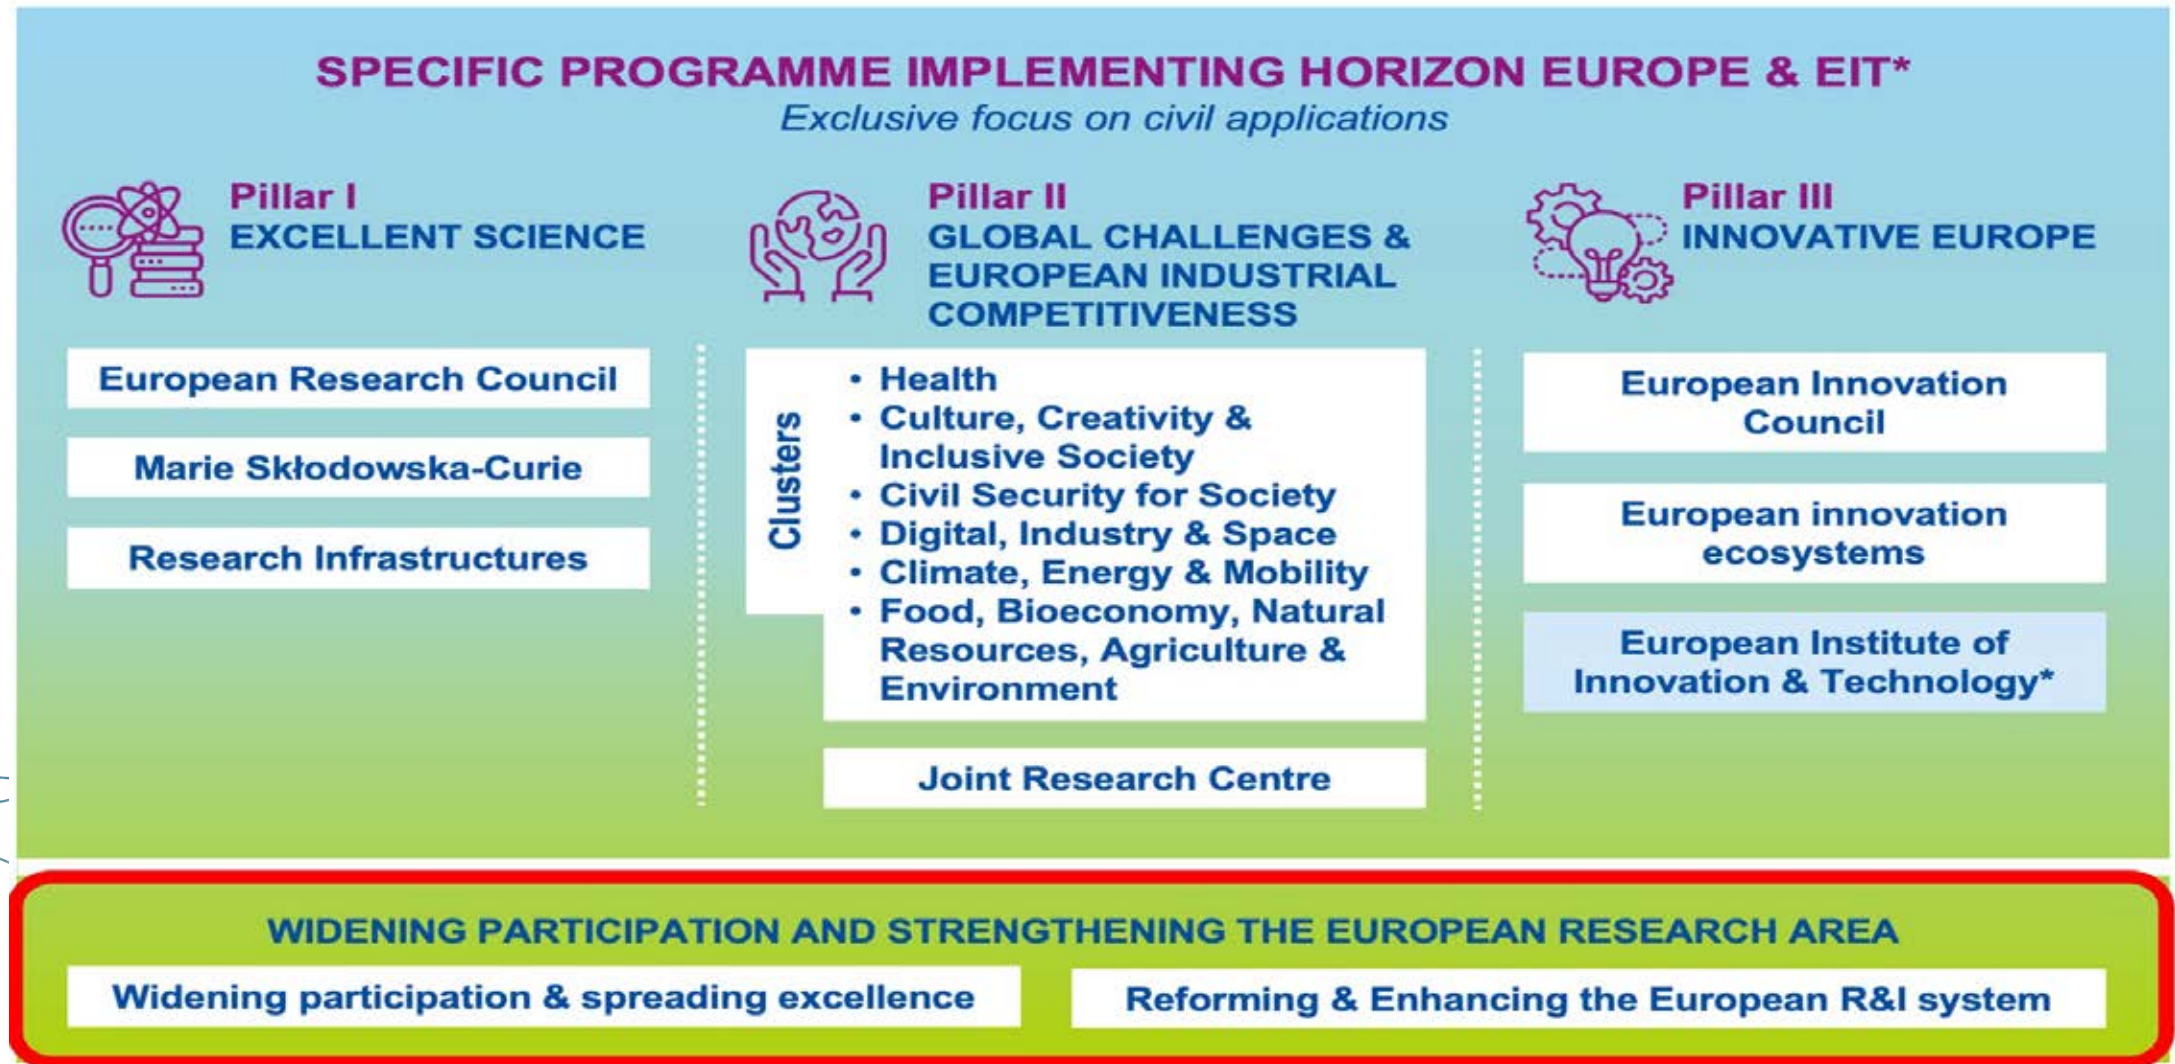 SPECIFIC PROGRAMME IMPLEMENTING HORIZON EUROPE & EIT*
Exclusive focus on civil applications
Pillar I
EXCELLENT SCIENCE
European Research Council
Marie Skłodowska-Curie
Research Infrastructures
Pillar II
GLOBAL CHALLENGES &
EUROPEAN INDUSTRIAL
COMPETITIVENESS
Clusters
• Health
• Culture, Creativity &
Inclusive Society
• Civil Security for Society
• Digital, Industry & Space
• Climate, Energy & Mobility
• Food, Bioeconomy, Natural
Resources, Agriculture &
Environment
Joint Research Centre
Pillar III
INNOVATIVE EUROPE
European Innovation
Council
European innovation
ecosystems
European Institute of
Innovation & Technology*
WIDENING PARTICIPATION AND STRENGTHENING THE EUROPEAN RESEARCH AREA
Widening participation & spreading excellence
Reforming & Enhancing the European R&I system